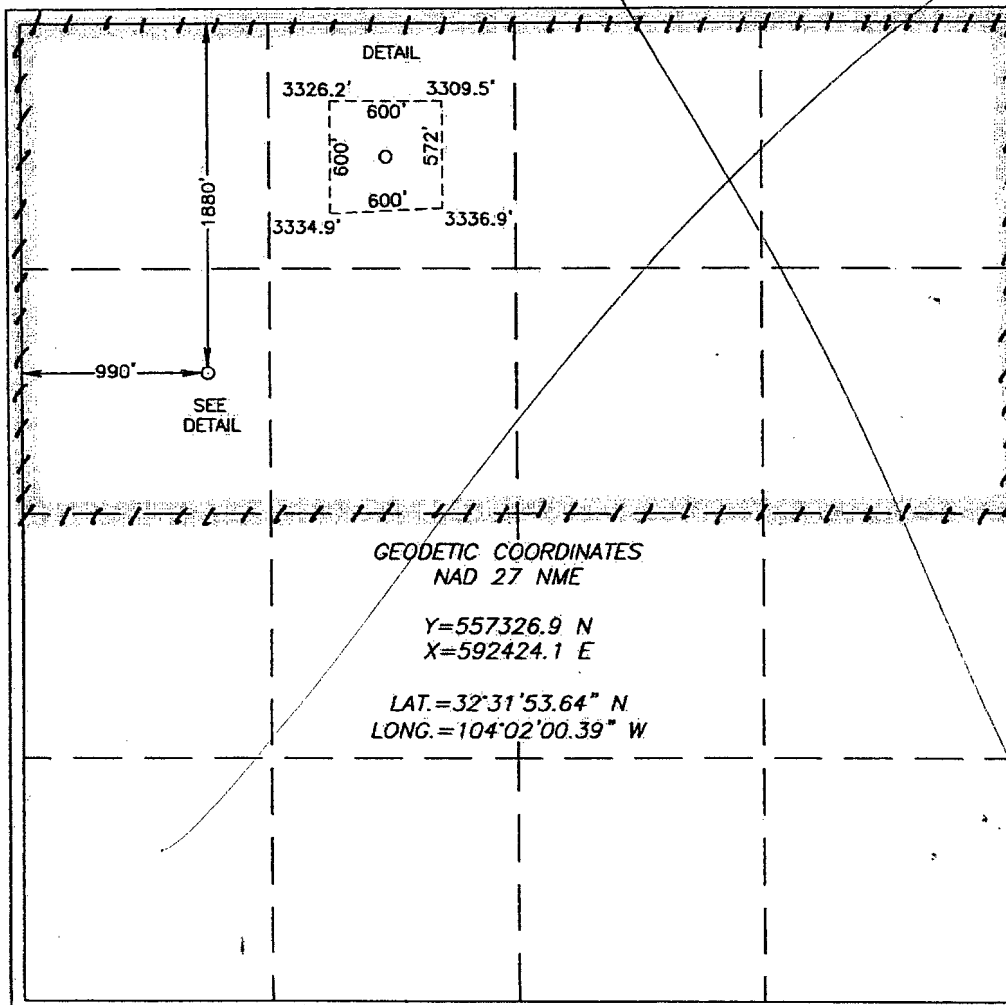 DETAIL
3326.2' 3309.5'
600'
600'
572'
600'
3334.9' 3336.9'
1880'
990'
SEE
DETAIL
GEODETIC COORDINATES
NAD 27 NME
Y=557326.9 N
X=592424.1 E
LAT.=32°31'53.64" N
LONG.=104°02'00.39" W